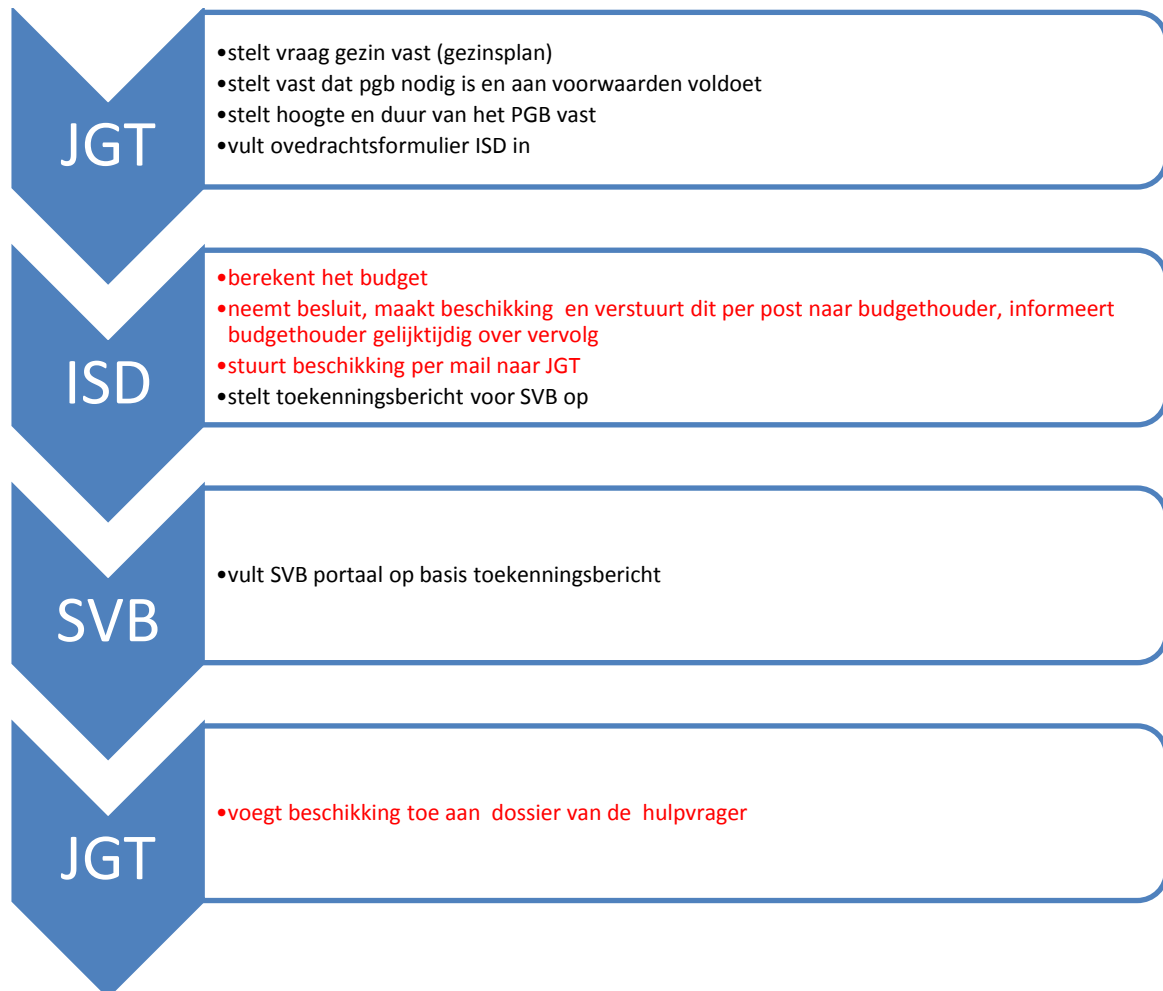 JGT
•stelt vraag gezin vast (gezinsplan)
•stelt vast dat pgb nodig is en aan voorwaarden voldoet
•stelt hoogte en duur van het PGB vast
•vult ovedrachtsformulier ISD in
ISD
•berekent het budget
•neemt besluit, maakt beschikking en verstuurt dit per post naar budgethouder, informeert
budgethouder gelijktijdig over vervolg
•stuurt beschikking per mail naar JGT
•stelt toekenningsbericht voor SVB op
SVB
•vult SVB portaal op basis toekenningsbericht
JGT
•voegt beschikking toe aan dossier van de hulpvrager